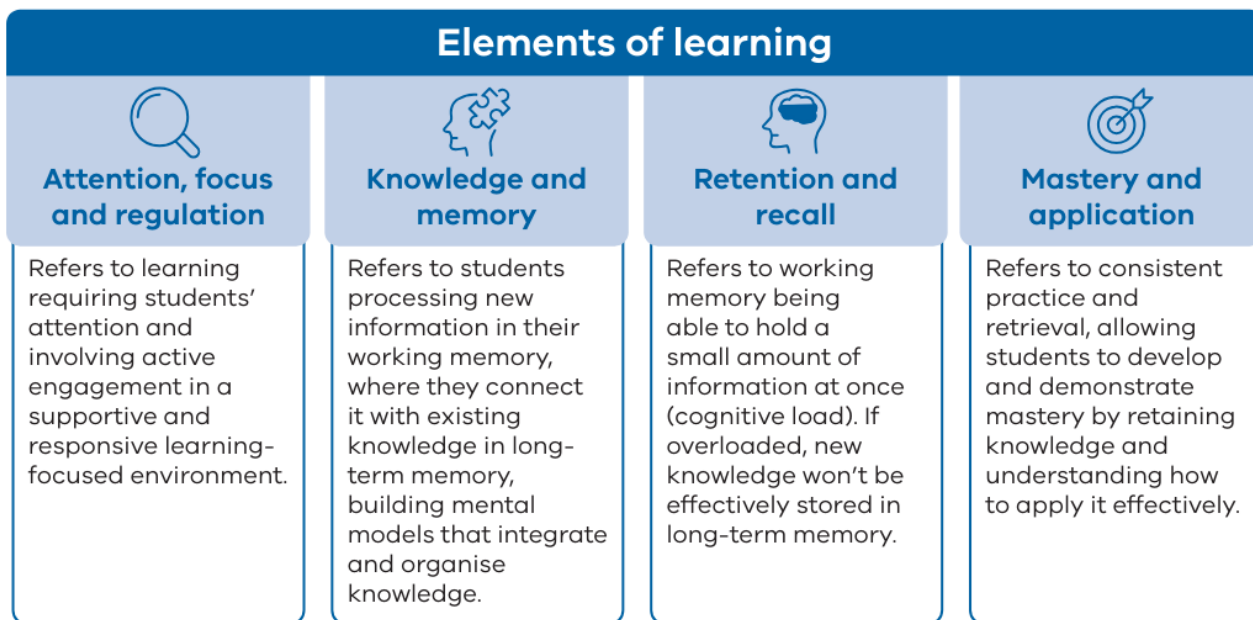 Elements of learning
Attention, focus
and regulation
Refers to learning
requiring students’
attention and
involving active
engagement in a
supportive and
responsive learning-
focused environment.
Knowledge and
memory
Refers to students
processing new
information in their
working memory,
where they connect
it with existing
knowledge in long-
term memory,
building mental
models that integrate
and organise
knowledge.
Retention and
recall
Refers to working
memory being
able to hold a
small amount of
information at once
(cognitive load). If
overloaded, new
knowledge won’t be
effectively stored in
long-term memory.
Mastery and
application
Refers to consistent
practice and
retrieval, allowing
students to develop
and demonstrate
mastery by retaining
knowledge and
understanding how
to apply it effectively.